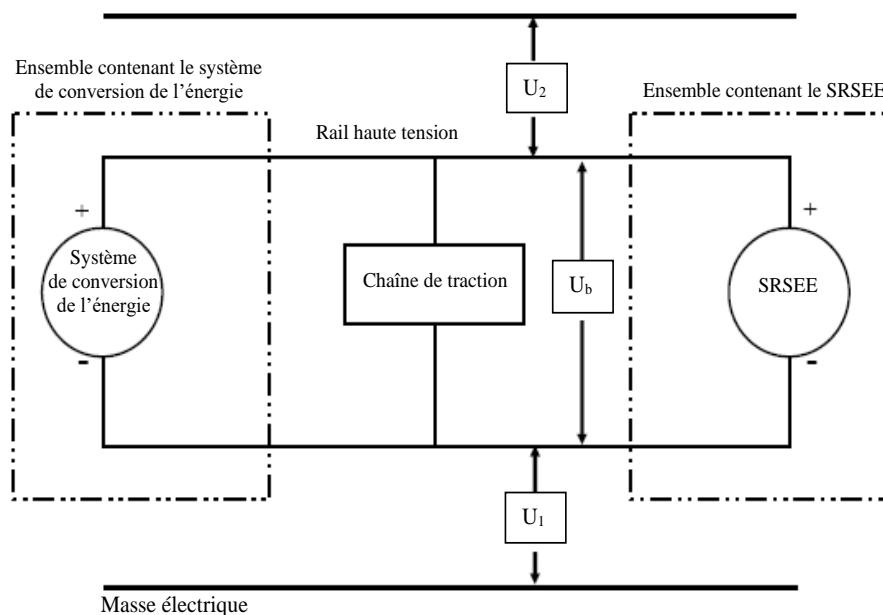 Ensemble contenant le système
de conversion de l’énergie
U2
Ensemble contenant le SRSEE
Rail haute tension
+
+
Système
de conversion
de l’énergie
Chaîne de traction
Ub
SRSEE
-
-
U1
Masse électrique